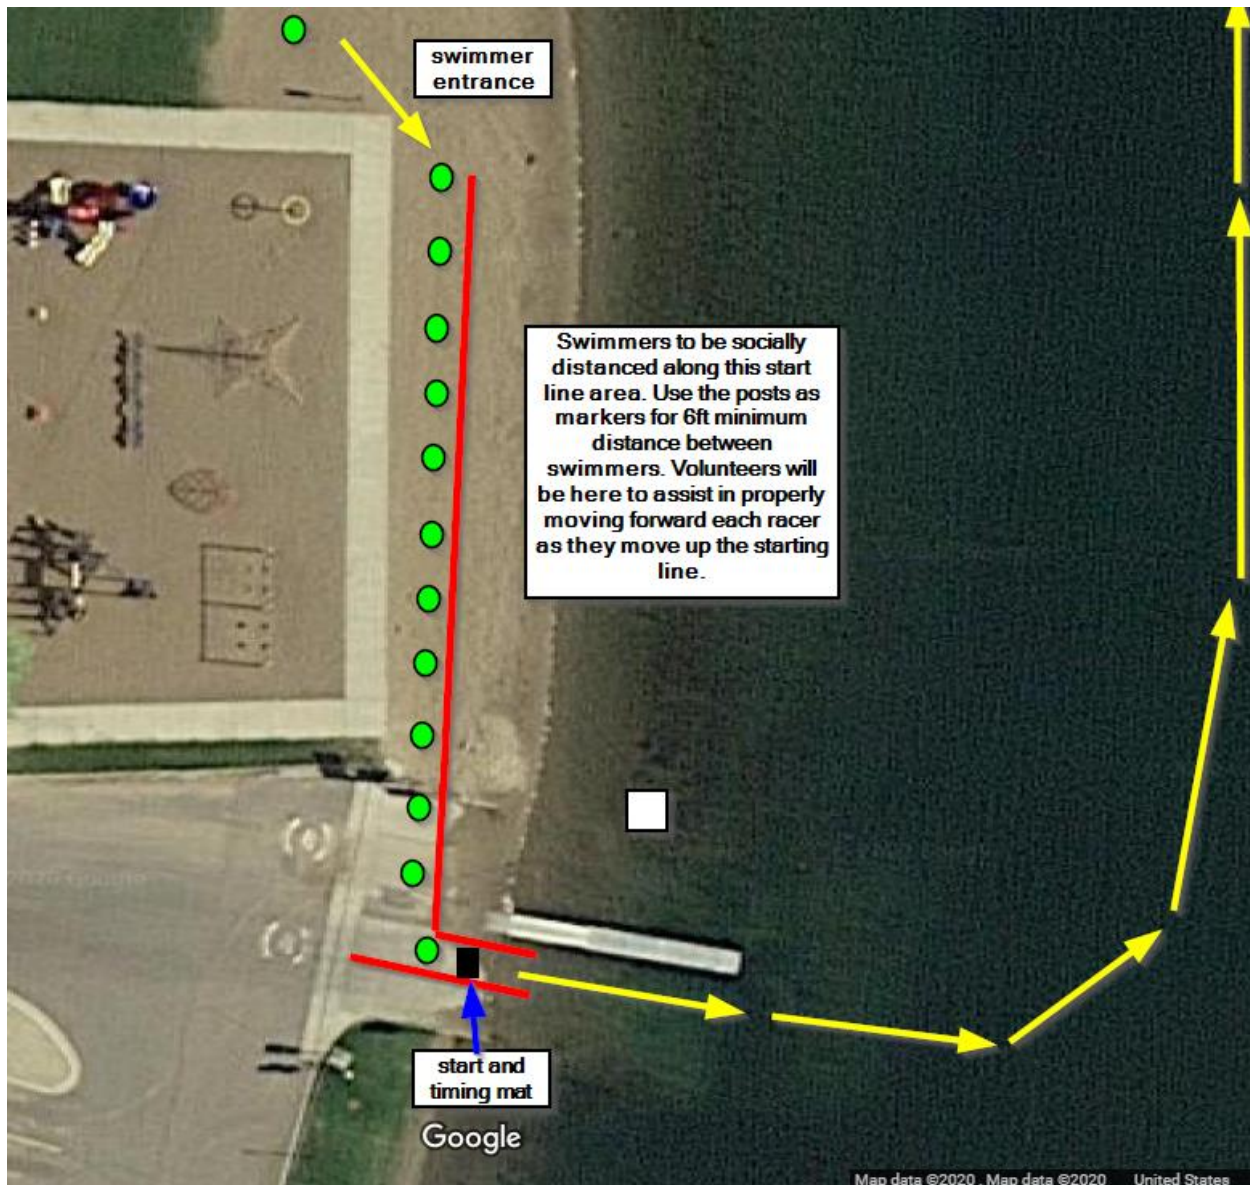 swimmer
entrance
Swimmers to be socially
distanced along this start
line area. Use the posts as
markers for 6ft minimum
distance between
swimmers. Volunteers will
be here to assist in properly
moving forward each racer
as they move up the starting
line.
start and
timing mat
Google
Map data ©2020 , Map data ©2020 United States